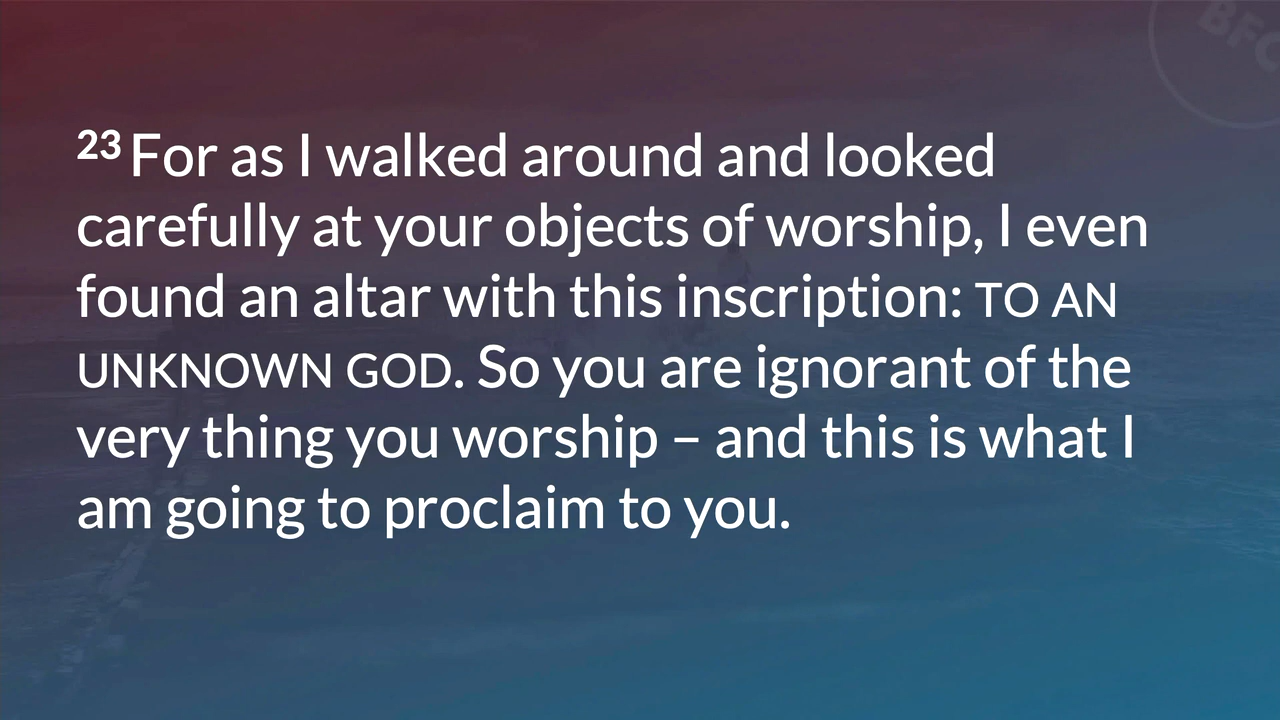 BFC
23 For as I walked around and looked
carefully at your objects of worship, I even
found an altar with this inscription: TO AN
UNKNOWN GOD. So you are ignorant of the
very thing you worship – and this is what I
am going to proclaim to you.